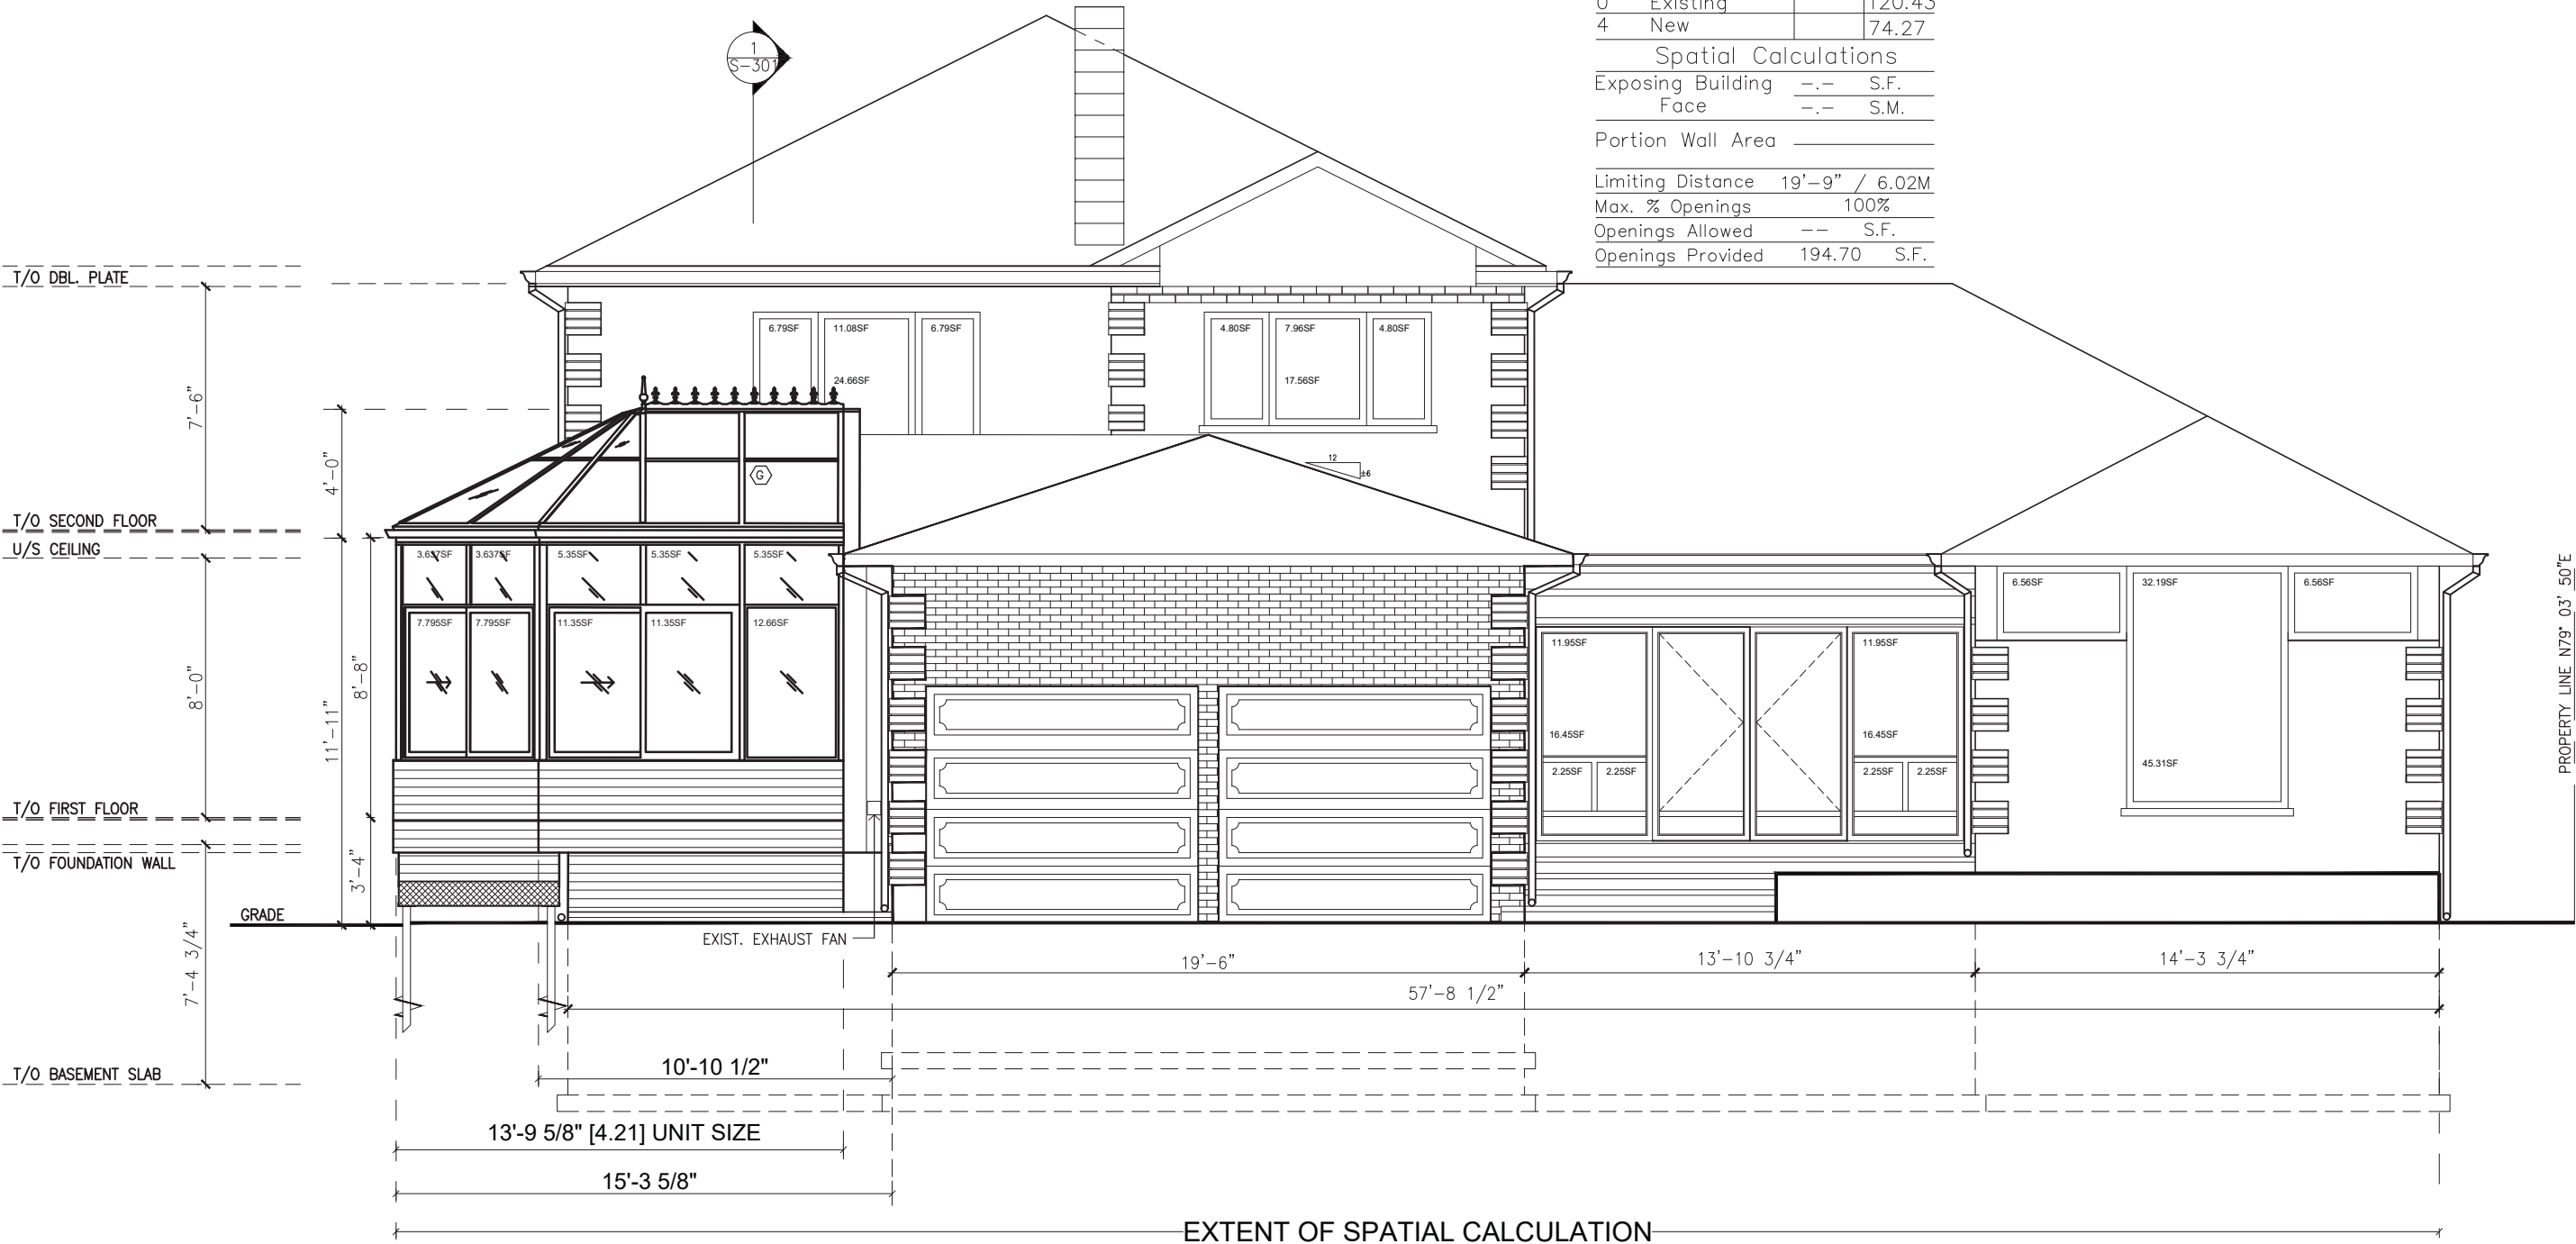 0 Existing 120.43
4 New 74.27
Spatial Calculations
Exposing Building -.- S.F.
Face -.- S.M.
Portion Wall Area
Limiting Distance 19'-9" / 6.02M
Max. % Openings 100%
Openings Allowed -- S.F.
Openings Provided 194.70 S.F.
1
S-301
T/O DBL. PLATE
7'-6"
T/O SECOND FLOOR
U/S CEILING
8'-0"
T/O FIRST FLOOR
T/O FOUNDATION WALL
7'-4 3/4"
T/O BASEMENT SLAB
GRADE
4'-0"
11'-11"
8'-8"
3'-4"
6.79SF 11.08SF 6.79SF
24.66SF
4.80SF 7.96SF 4.80SF
17.56SF
G
12
±6
3.637SF 3.637SF 5.35SF 5.35SF 5.35SF
7.795SF 7.795SF 11.35SF 11.35SF 12.66SF
11.95SF 11.95SF
16.45SF 16.45SF
2.25SF 2.25SF 2.25SF 2.25SF
6.56SF 32.19SF 6.56SF
45.31SF
PROPERTY LINE N79° 03' 50"E
EXIST. EXHAUST FAN
19'-6" 13'-10 3/4" 14'-3 3/4"
57'-8 1/2"
10'-10 1/2"
13'-9 5/8" [4.21] UNIT SIZE
15'-3 5/8"
EXTENT OF SPATIAL CALCULATION